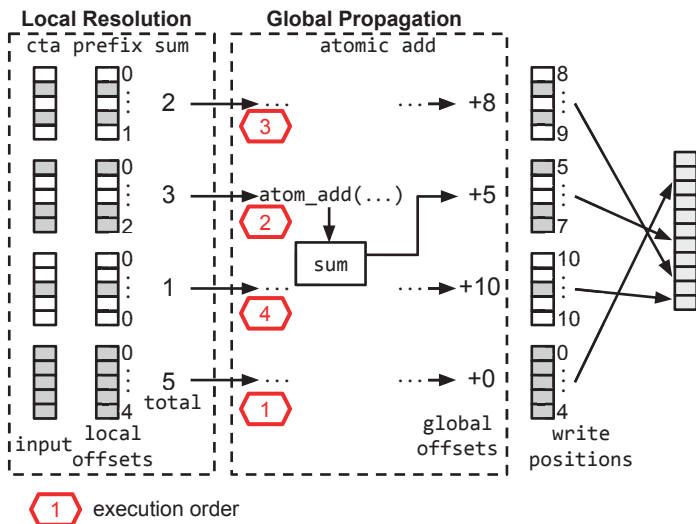 Local Resolution
Global Propagation
cta prefix sum
atomic add
0
⋮
1
2
...
3
... +8
8
⋮
9
0
⋮
2
3
atom_add(...)
2
sum
+5
5
⋮
7
0
⋮
0
1
...
4
... +10
10
⋮
10
0
⋮
4
5
total
...
1
... +0
0
⋮
4
input
local
offsets
global
offsets
write
positions
1 execution order